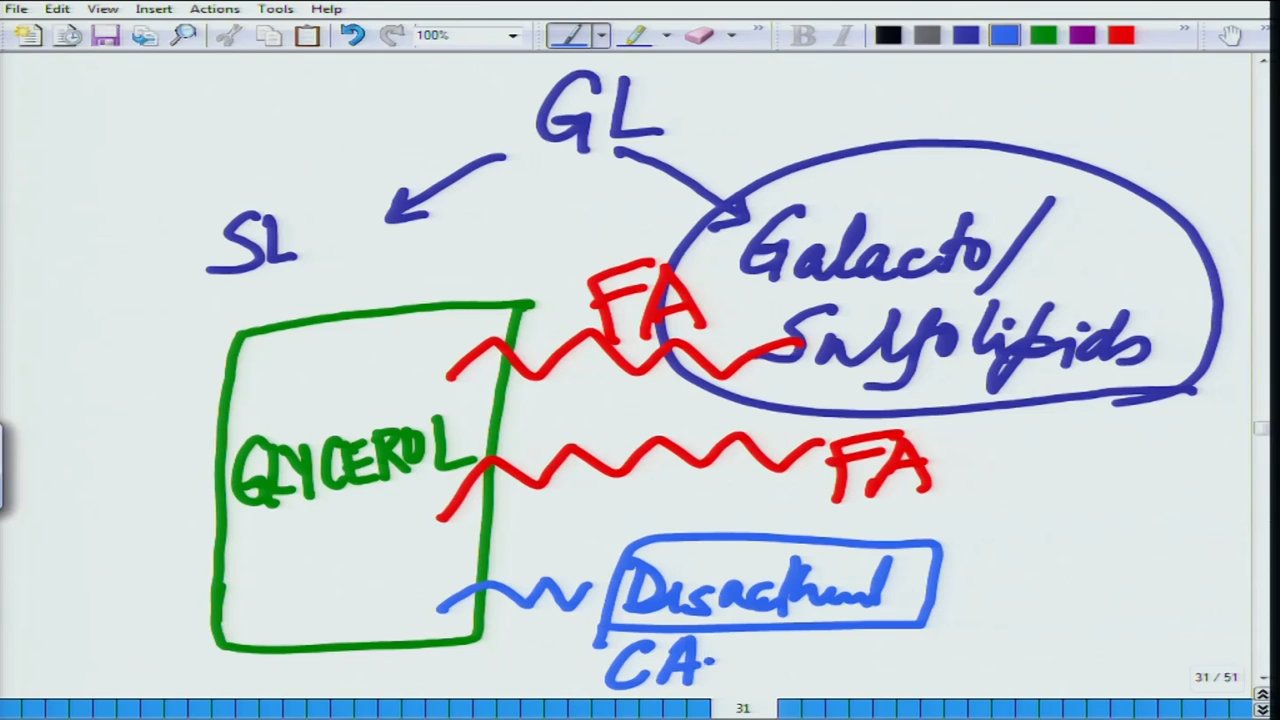 File Edit View Insert Actions Tools Help
100%
GL
SL
Galacto/
Sulfolipids
FA
GLYCEROL
FA
CA.
31 / 51
31